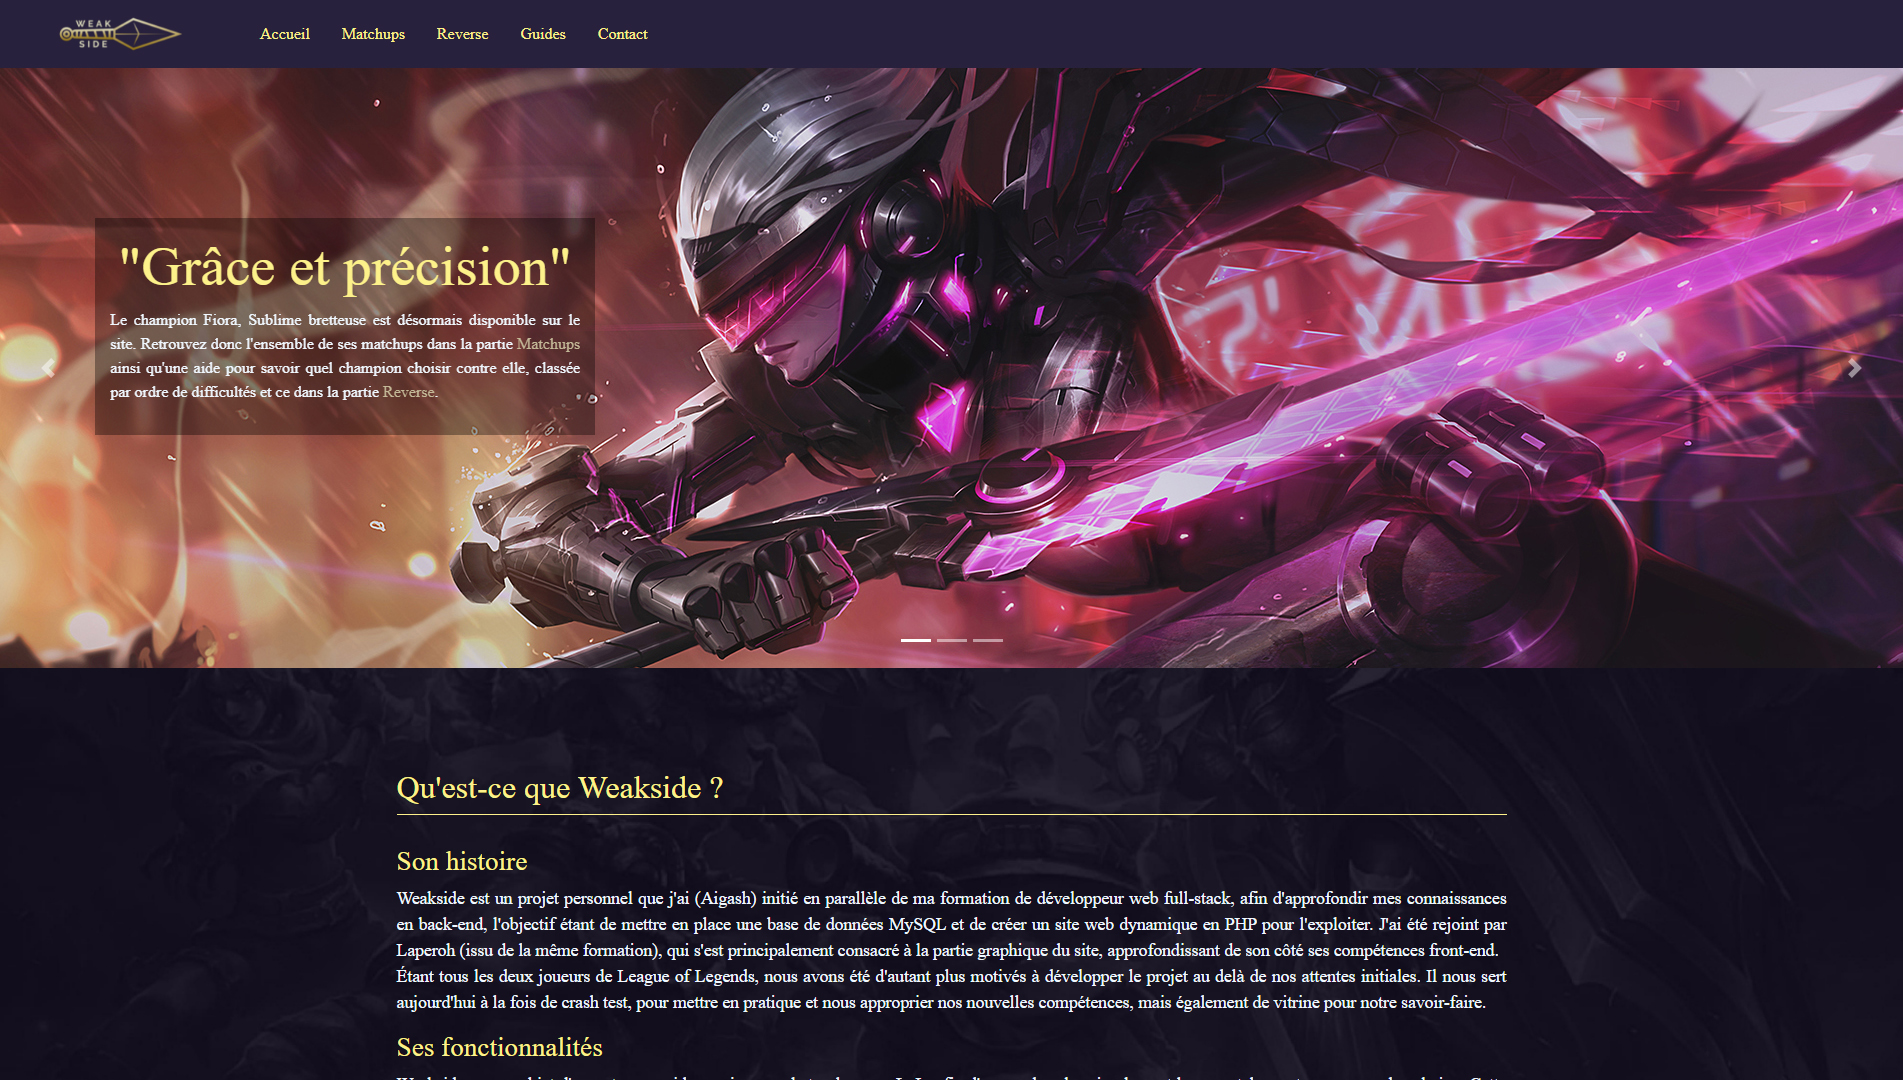 WEAK
SIDE
Accueil Matchups Reverse Guides Contact
"Grâce et précision"
Le champion Fiora, Sublime bretteuse est désormais disponible sur le
site. Retrouvez donc l'ensemble de ses matchups dans la partie Matchups
ainsi qu'une aide pour savoir quel champion choisir contre elle, classée
par ordre de difficultés et ce dans la partie Reverse.
Qu'est-ce que Weakside ?
Son histoire
Weakside est un projet personnel que j'ai (Aigash) initié en parallèle de ma formation de développeur web full-stack, afin d'approfondir mes connaissances
en back-end, l'objectif étant de mettre en place une base de données MySQL et de créer un site web dynamique en PHP pour l'exploiter. J'ai été rejoint par
Laperoh (issu de la même formation), qui s'est principalement consacré à la partie graphique du site, approfondissant de son côté ses compétences front-end.
Étant tous les deux joueurs de League of Legends, nous avons été d'autant plus motivés à développer le projet au delà de nos attentes initiales. Il nous sert
aujourd'hui à la fois de crash test, pour mettre en pratique et nous approprier nos nouvelles compétences, mais également de vitrine pour notre savoir-faire.
Ses fonctionnalités